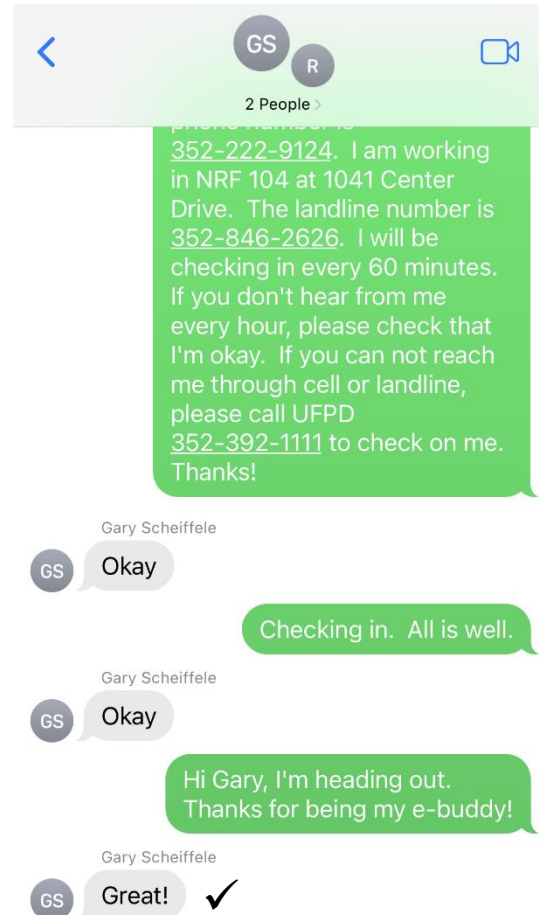 GS
R
2 People >
phone number is
352-222-9124. I am working
in NRF 104 at 1041 Center
Drive. The landline number is
352-846-2626. I will be
checking in every 60 minutes.
If you don't hear from me
every hour, please check that
I'm okay. If you can not reach
me through cell or landline,
please call UFPD
352-392-1111 to check on me.
Thanks!
Gary Scheiffele
GS Okay
Checking in. All is well.
Gary Scheiffele
GS Okay
Hi Gary, I'm heading out.
Thanks for being my e-buddy!
Gary Scheiffele
GS Great! ✓